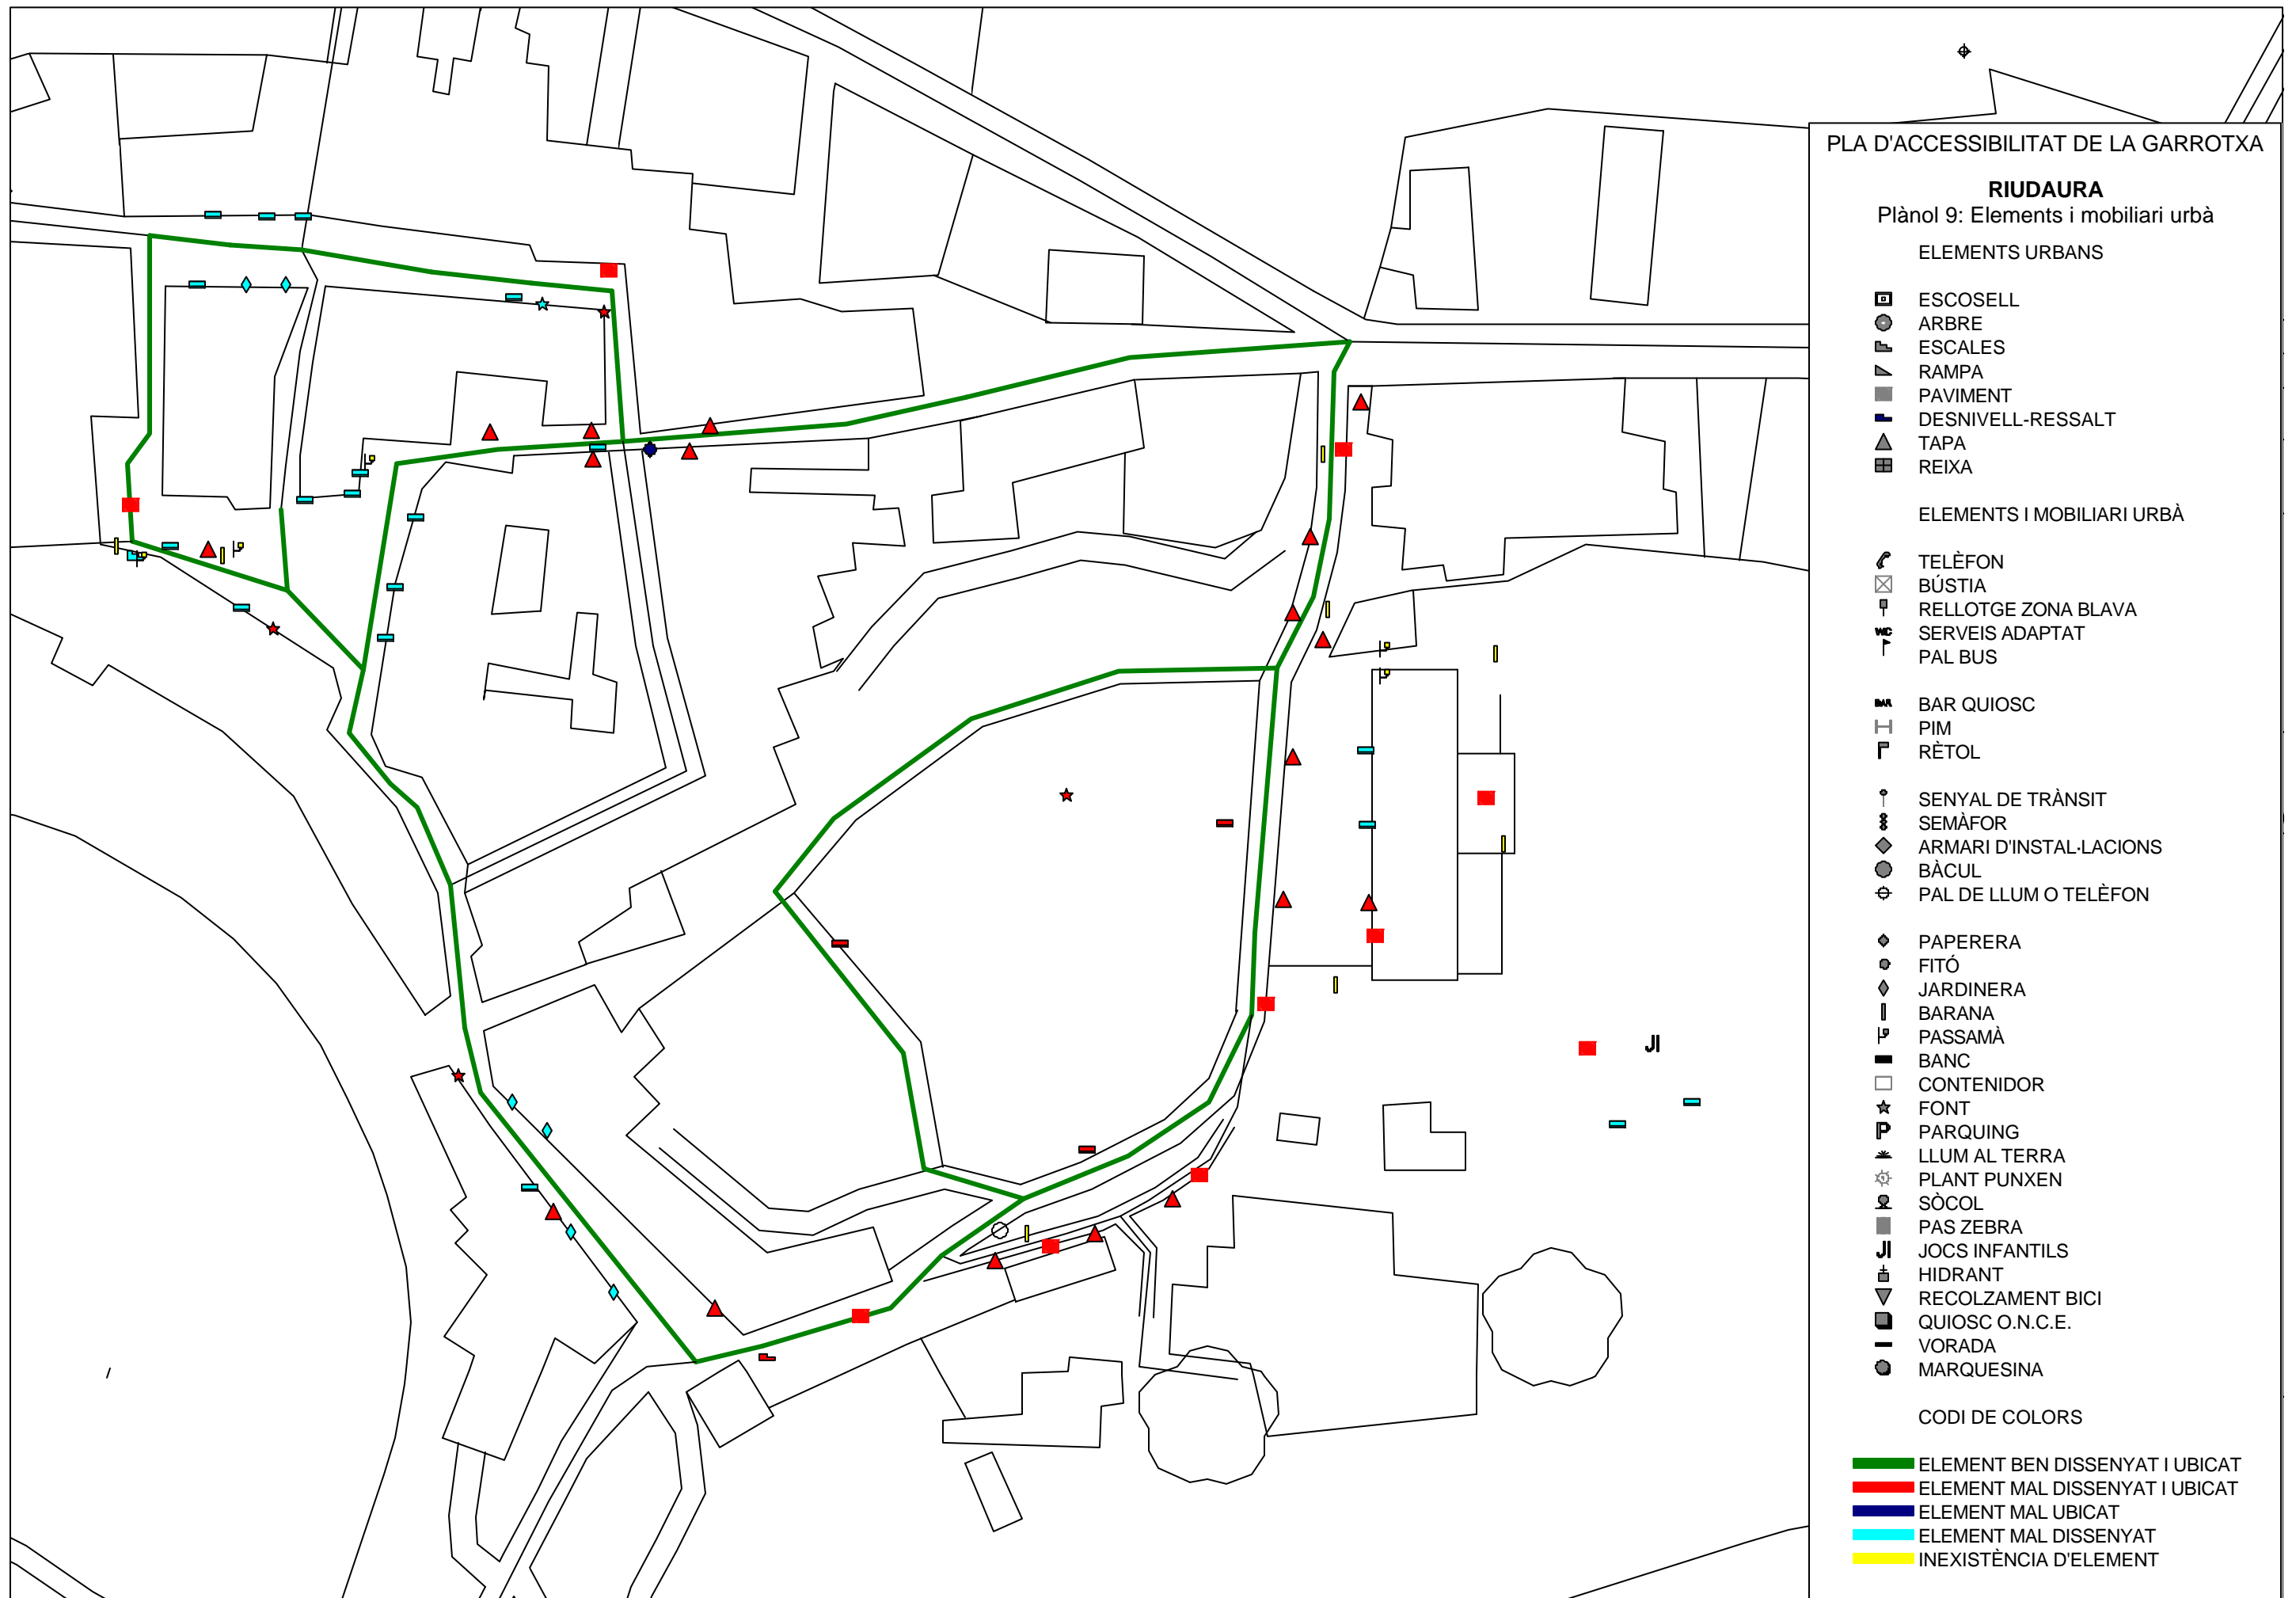 PLA D'ACCESSIBILITAT DE LA GARROTXA
RIUDAURA
Plànol 9: Elements i mobiliari urbà
ELEMENTS URBANS
ESCOSELL
ARBRE
ESCALES
RAMPA
PAVIMENT
DESNIVELL-RESSALT
TAPA
REIXA
ELEMENTS I MOBILIARI URBÀ
TELÈFON
BÚSTIA
RELLOTGE ZONA BLAVA
WC SERVEIS ADAPTAT
PAL BUS
BAR BAR QUIOSC
PIM
RÈTOL
SENYAL DE TRÀNSIT
SEMÀFOR
ARMARI D'INSTAL·LACIONS
BÀCUL
PAL DE LLUM O TELÈFON
PAPERERA
FITÓ
JARDINERA
BARANA
PASSAMÀ
BANC
CONTENIDOR
FONT
P PARQUING
LLUM AL TERRA
PLANT PUNXEN
SÒCOL
PAS ZEBRA
JI JOCS INFANTILS
HIDRANT
RECOLZAMENT BICI
QUIOSC O.N.C.E.
VORADA
MARQUESINA
CODI DE COLORS
ELEMENT BEN DISSENYAT I UBICAT
ELEMENT MAL DISSENYAT I UBICAT
ELEMENT MAL UBICAT
ELEMENT MAL DISSENYAT
INEXISTÈNCIA D'ELEMENT
JI